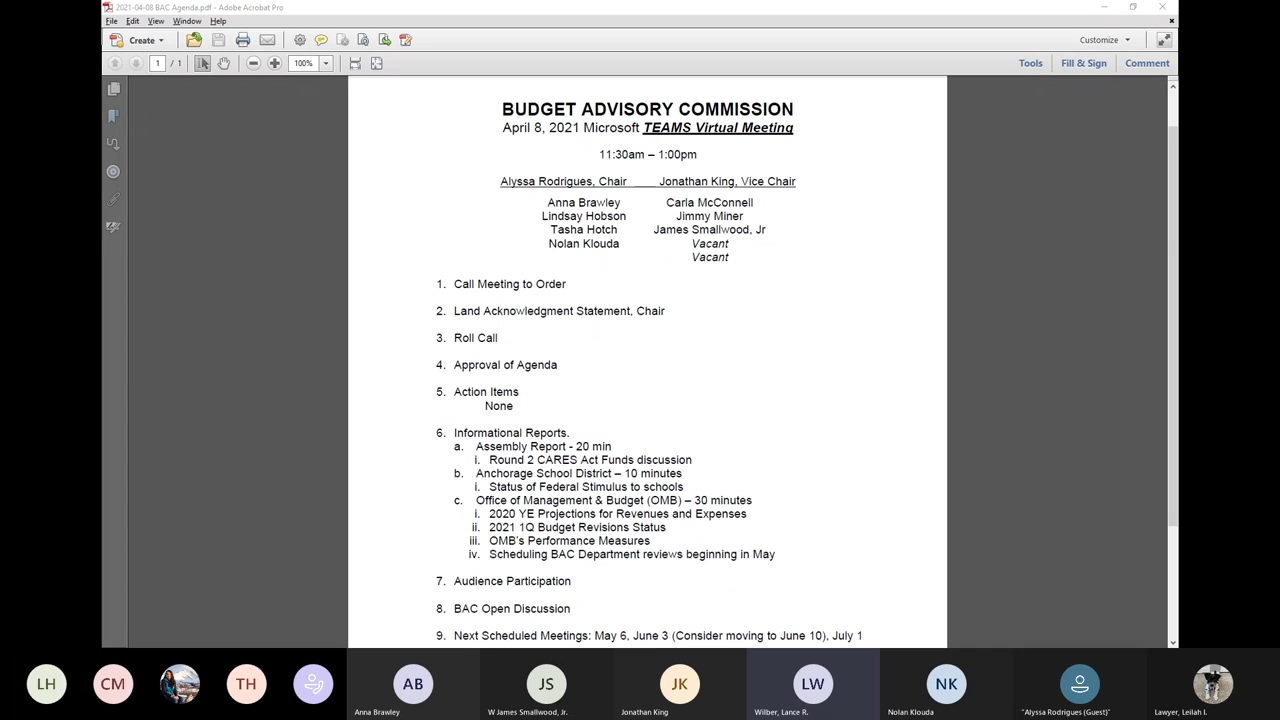 2021-04-08 BAC Agenda.pdf - Adobe Acrobat Pro
File Edit View Window Help
Create
Customize
1 / 1
100%
Tools Fill & Sign Comment
BUDGET ADVISORY COMMISSION
April 8, 2021 Microsoft TEAMS Virtual Meeting
11:30am – 1:00pm
Alyssa Rodrigues, Chair ___ Jonathan King, Vice Chair
Anna Brawley Carla McConnell
Lindsay Hobson Jimmy Miner
Tasha Hotch James Smallwood, Jr
Nolan Klouda Vacant
Vacant
1. Call Meeting to Order
2. Land Acknowledgment Statement, Chair
3. Roll Call
4. Approval of Agenda
5. Action Items
None
6. Informational Reports.
a. Assembly Report - 20 min
i. Round 2 CARES Act Funds discussion
b. Anchorage School District – 10 minutes
i. Status of Federal Stimulus to schools
c. Office of Management & Budget (OMB) – 30 minutes
i. 2020 YE Projections for Revenues and Expenses
ii. 2021 1Q Budget Revisions Status
iii. OMB's Performance Measures
iv. Scheduling BAC Department reviews beginning in May
7. Audience Participation
8. BAC Open Discussion
9. Next Scheduled Meetings: May 6, June 3 (Consider moving to June 10), July 1
LH CM TH AB JS JK LW NK
Anna Brawley W James Smallwood, Jr. Jonathan King Wilber, Lance R. Nolan Klouda "Alyssa Rodrigues (Guest)" Lawyer, Leilah I.